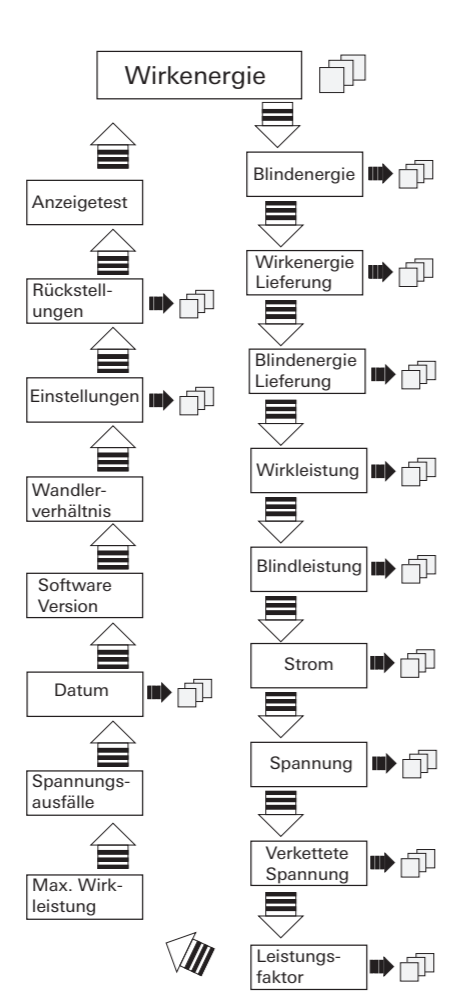 Wirkenergie
Blindenergie
Wirkenergie
Lieferung
Blindenergie
Lieferung
Wirkleistung
Blindleistung
Strom
Spannung
Verkettete
Spannung
Leistungs-
faktor
Max. Wirk-
leistung
Spannungs-
ausfälle
Datum
Software
Version
Wandler-
verhältnis
Einstellungen
Rückstell-
ungen
Anzeigetest